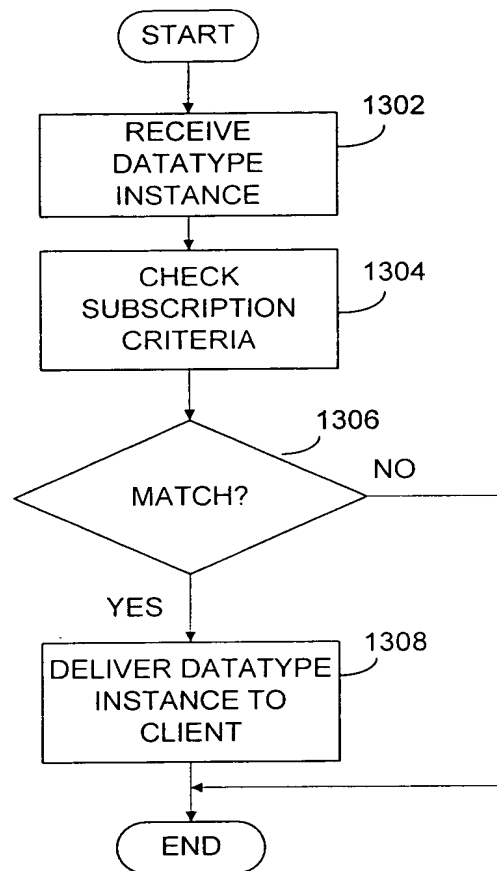 START
1302
RECEIVE
DATATYPE
INSTANCE
1304
CHECK
SUBSCRIPTION
CRITERIA
1306
MATCH?
NO
YES
1308
DELIVER DATATYPE
INSTANCE TO
CLIENT
END